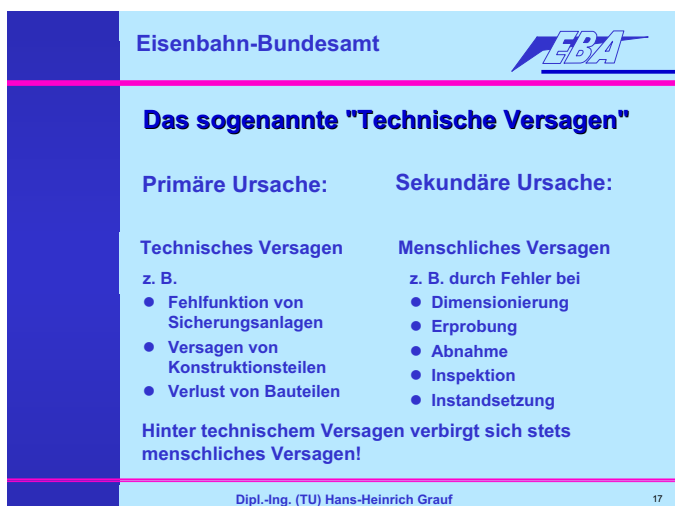 Eisenbahn-Bundesamt
EBA
Das sogenannte "Technische Versagen"
Primäre Ursache:
Technisches Versagen
z. B.
● Fehlfunktion von
Sicherungsanlagen
● Versagen von
Konstruktionsteilen
● Verlust von Bauteilen
Sekundäre Ursache:
Menschliches Versagen
z. B. durch Fehler bei
● Dimensionierung
● Erprobung
● Abnahme
● Inspektion
● Instandsetzung
Hinter technischem Versagen verbirgt sich stets
menschliches Versagen!
Dipl.-Ing. (TU) Hans-Heinrich Grauf
17